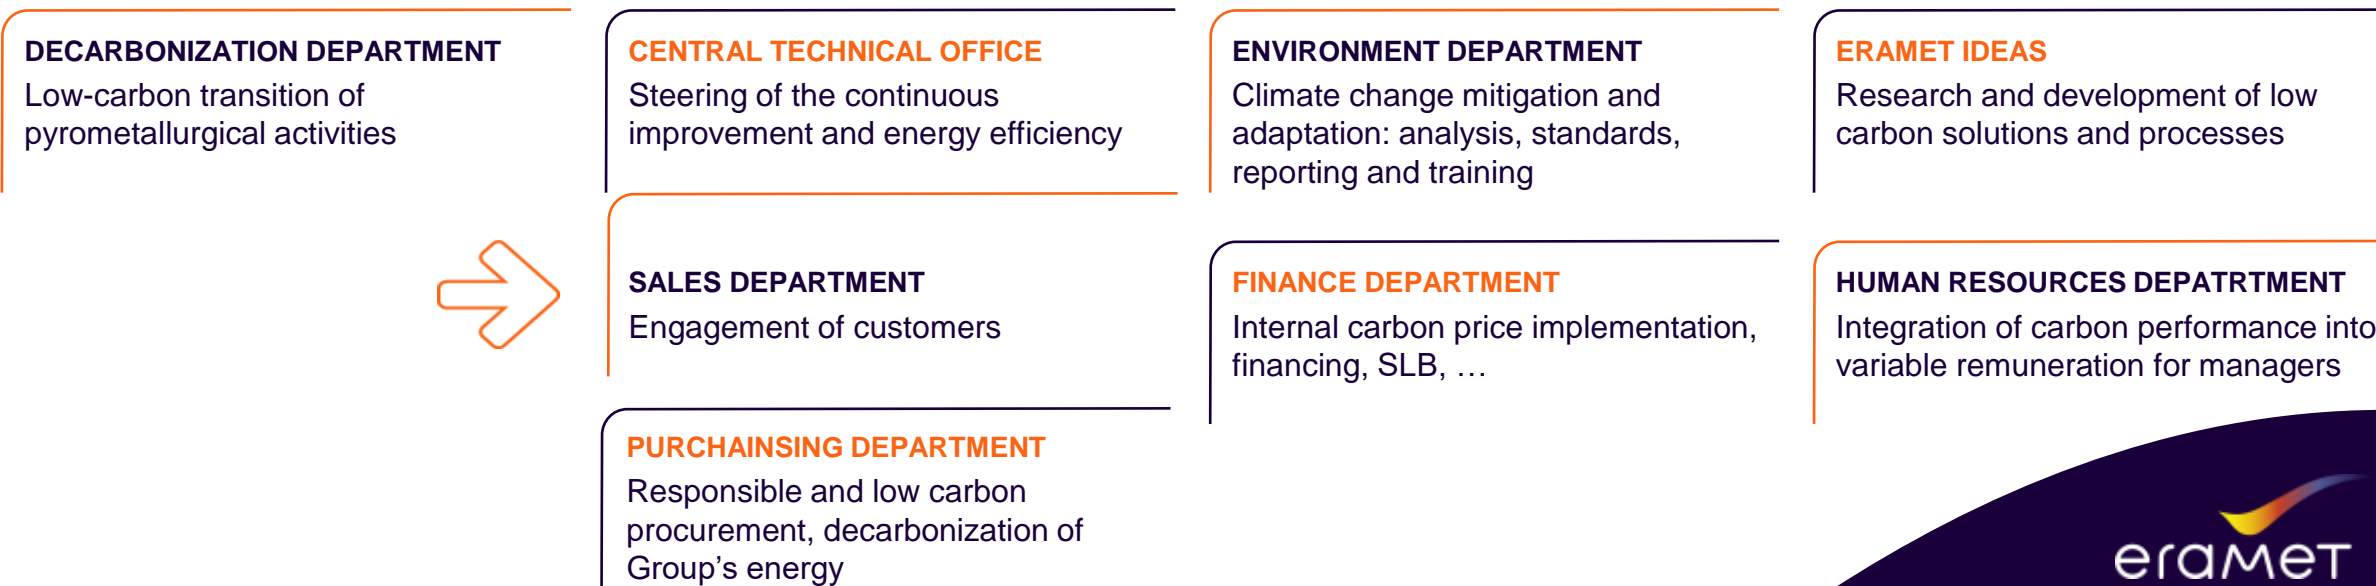 DECARBONIZATION DEPARTMENT
Low-carbon transition of
pyrometallurgical activities
CENTRAL TECHNICAL OFFICE
Steering of the continuous
improvement and energy efficiency
ENVIRONMENT DEPARTMENT
Climate change mitigation and
adaptation: analysis, standards,
reporting and training
ERAMET IDEAS
Research and development of low
carbon solutions and processes
SALES DEPARTMENT
Engagement of customers
FINANCE DEPARTMENT
Internal carbon price implementation,
financing, SLB, …
HUMAN RESOURCES DEPATRTMENT
Integration of carbon performance into
variable remuneration for managers
PURCHAINSING DEPARTMENT
Responsible and low carbon
procurement, decarbonization of
Group’s energy
eramet